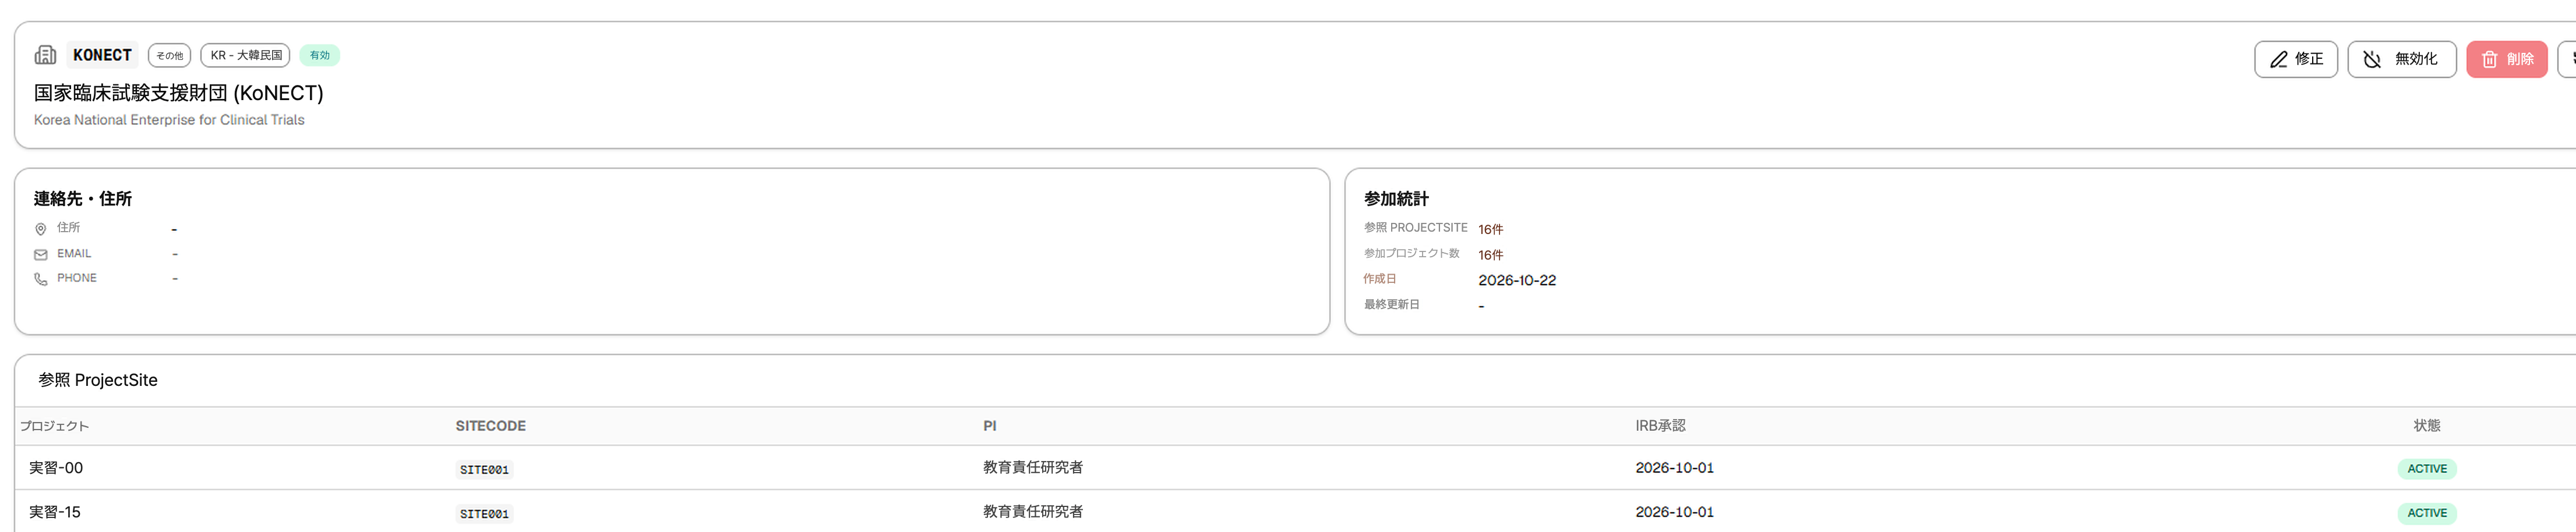 KONECT その他 KR - 大韓民国 有効 修正 無効化 削除
国家臨床試験支援財団 (KoNECT)
Korea National Enterprise for Clinical Trials
連絡先・住所
住所 -
EMAIL -
PHONE -
参加統計
参照 PROJECTSITE 16件
参加プロジェクト数 16件
作成日 2026-10-22
最終更新日 -
参照 ProjectSite
プロジェクト SITECODE PI IRB承認 状態
実習-00 SITE001 教育責任研究者 2026-10-01 ACTIVE
実習-15 SITE001 教育責任研究者 2026-10-01 ACTIVE